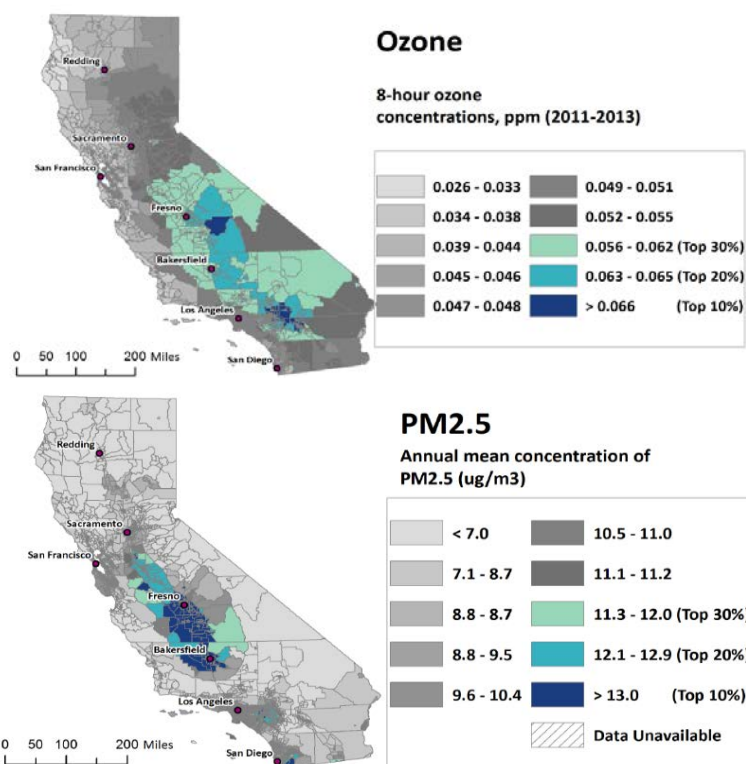 Ozone
8-hour ozone
concentrations, ppm (2011-2013)
0.026 - 0.033
0.049 - 0.051
0.034 - 0.038
0.052 - 0.055
0.039 - 0.044
0.056 - 0.062 (Top 30%)
0.045 - 0.046
0.063 - 0.065 (Top 20%)
0.047 - 0.048
> 0.066 (Top 10%)
Redding
Sacramento
San Francisco
Fresno
Bakersfield
Los Angeles
San Diego
0 50 100 200 Miles
PM2.5
Annual mean concentration of
PM2.5 (ug/m3)
< 7.0
10.5 - 11.0
7.1 - 8.7
11.1 - 11.2
8.8 - 8.7
11.3 - 12.0 (Top 30%)
8.8 - 9.5
12.1 - 12.9 (Top 20%)
9.6 - 10.4
> 13.0 (Top 10%)
Data Unavailable
Redding
Sacramento
San Francisco
Fresno
Bakersfield
Los Angeles
San Diego
0 50 100 200 Miles